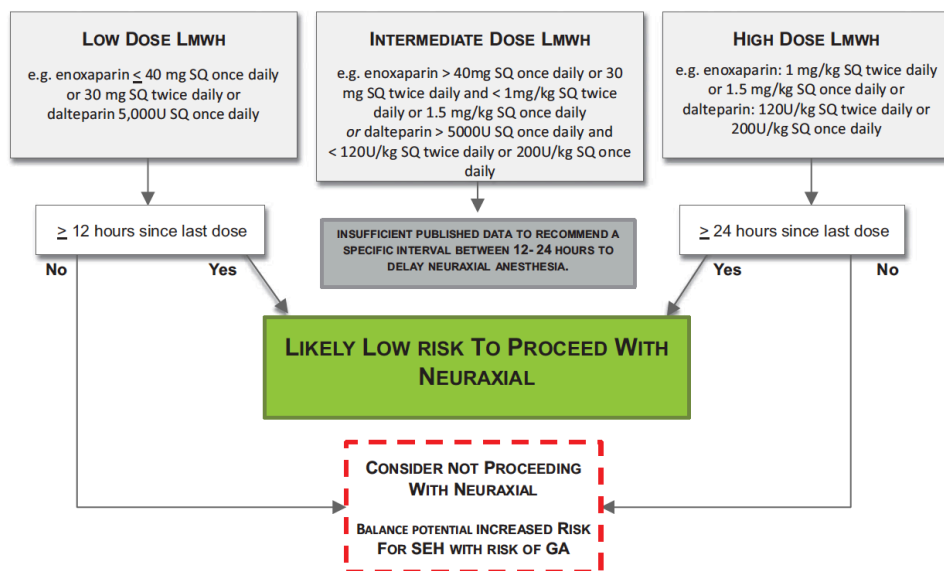 LOW DOSE LMWH
e.g. enoxaparin ≤ 40 mg SQ once daily
or 30 mg SQ twice daily or
dalteparin 5,000U SQ once daily
INTERMEDIATE DOSE LMWH
e.g. enoxaparin > 40mg SQ once daily or 30
mg SQ twice daily and < 1mg/kg SQ twice
daily or 1.5 mg/kg SQ once daily
or dalteparin > 5000U SQ once daily and
< 120U/kg SQ twice daily or 200U/kg SQ once
daily
HIGH DOSE LMWH
e.g. enoxaparin: 1 mg/kg SQ twice daily
or 1.5 mg/kg SQ once daily or
dalteparin: 120U/kg SQ twice daily or
200U/kg SQ once daily
≥ 12 hours since last dose
INSUFFICIENT PUBLISHED DATA TO RECOMMEND A
SPECIFIC INTERVAL BETWEEN 12- 24 HOURS TO
DELAY NEURAXIAL ANESTHESIA.
≥ 24 hours since last dose
No
Yes
Yes
No
LIKELY LOW RISK TO PROCEED WITH
NEURAXIAL
CONSIDER NOT PROCEEDING
WITH NEURAXIAL
BALANCE POTENTIAL INCREASED RISK
FOR SEH WITH RISK OF GA